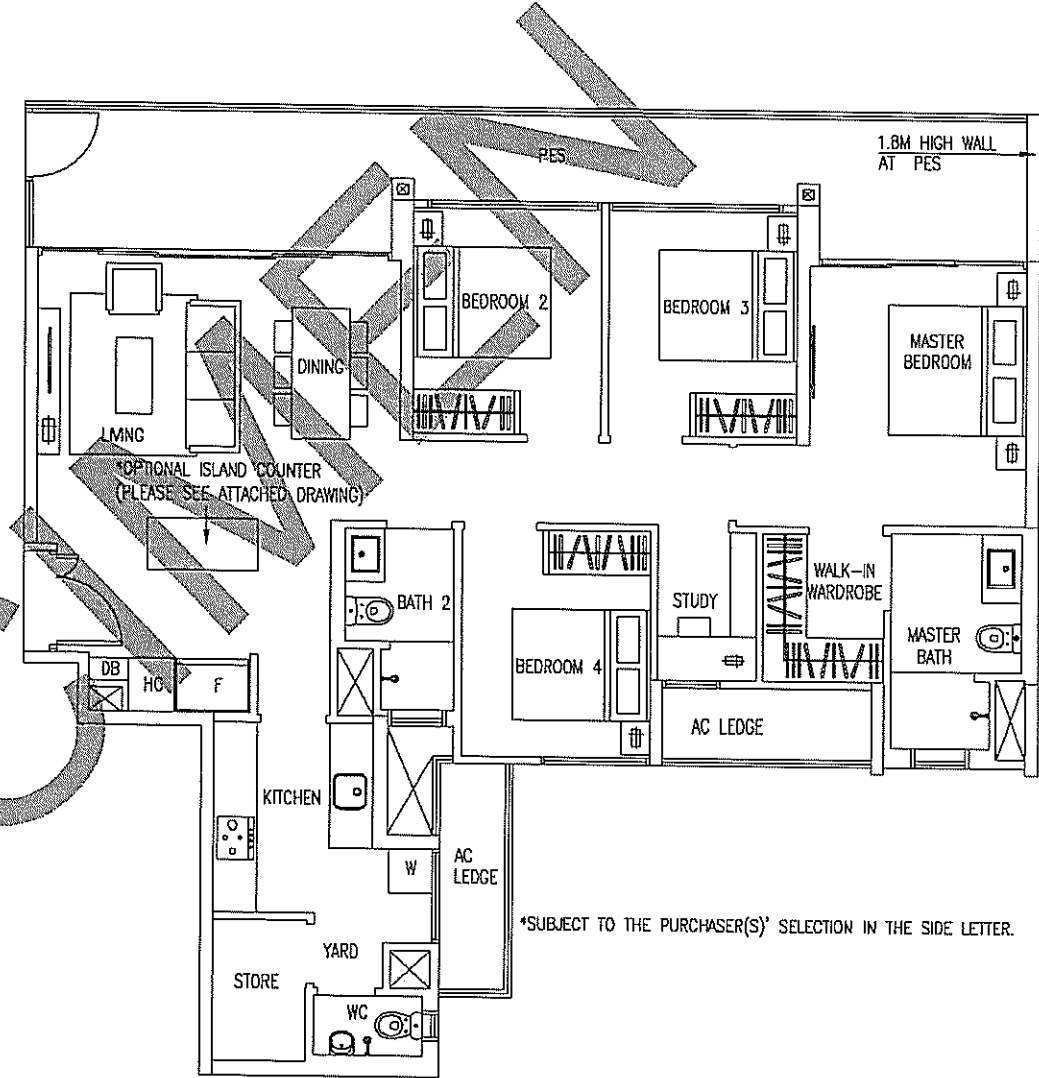 PES
1.8M HIGH WALL
AT PES
BEDROOM 2
BEDROOM 3
MASTER
BEDROOM
DINING
LIVING
*OPTIONAL ISLAND COUNTER
(PLEASE SEE ATTACHED DRAWING)
BATH 2
STUDY
WALK-IN
WARDROBE
MASTER
BATH
BEDROOM 4
DB
HC
F
AC LEDGE
KITCHEN
W
AC
LEDGE
*SUBJECT TO THE PURCHASER(S)' SELECTION IN THE SIDE LETTER.
YARD
STORE
WC